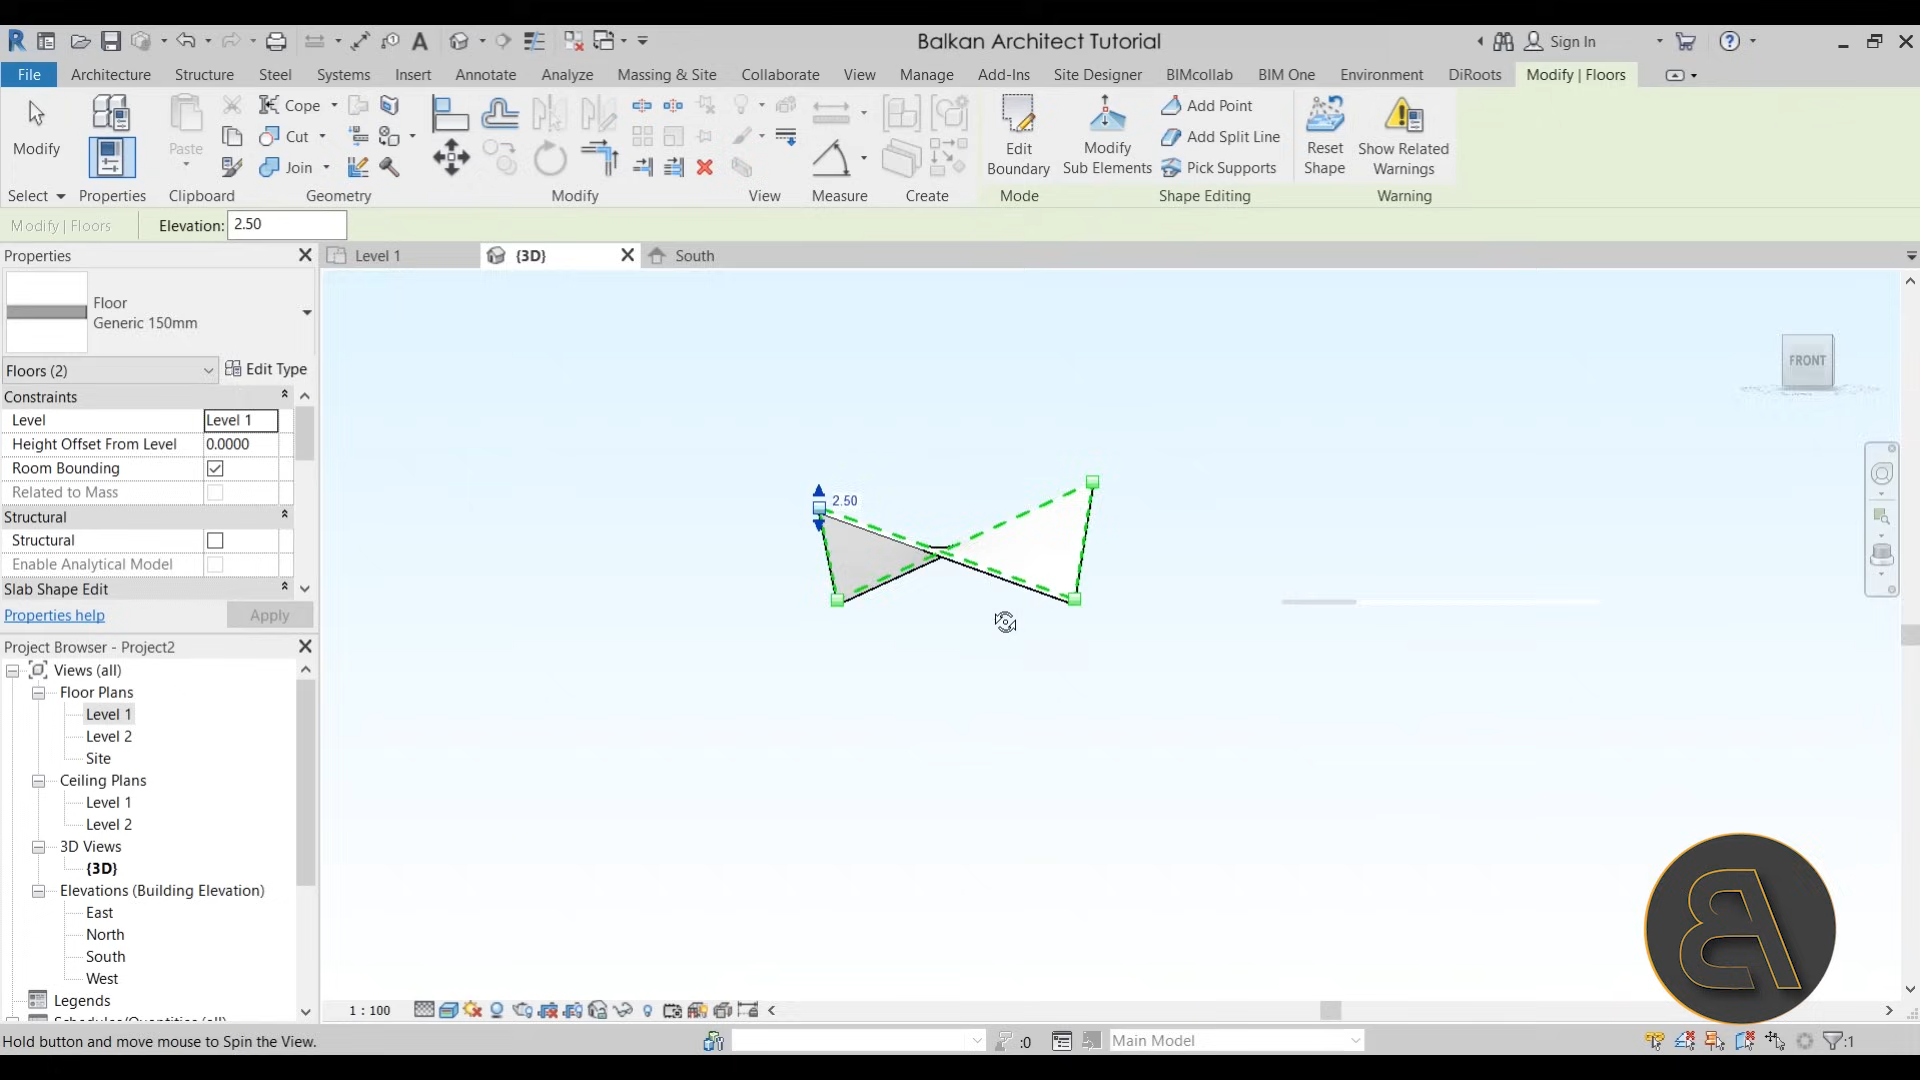 Balkan Architect Tutorial
Sign In
File
Architecture
Structure
Steel
Systems
Insert
Annotate
Analyze
Massing & Site
Collaborate
View
Manage
Add-Ins
Site Designer
BIMcollab
BIM One
Environment
DiRoots
Modify | Floors
Modify
Paste
Cope
Cut
Join
Edit
Boundary
Modify
Sub Elements
Add Point
Add Split Line
Pick Supports
Reset
Shape
Show Related
Warnings
Select
Properties
Clipboard
Geometry
Modify
View
Measure
Create
Mode
Shape Editing
Warning
Modify | Floors
Elevation: 2.50
Properties
Level 1
{3D}
South
Floor
Generic 150mm
Floors (2)
Edit Type
Constraints
Level Level 1
Height Offset From Level 0.0000
Room Bounding
Related to Mass
Structural
Structural
Enable Analytical Model
Slab Shape Edit
Properties help
Apply
FRONT
2.50
Project Browser - Project2
Views (all)
Floor Plans
Level 1
Level 2
Site
Ceiling Plans
Level 1
Level 2
3D Views
{3D}
Elevations (Building Elevation)
East
North
South
West
Legends
Schedules/Quantities (all)
1 : 100
Hold button and move mouse to Spin the View.
:0
Main Model
:1